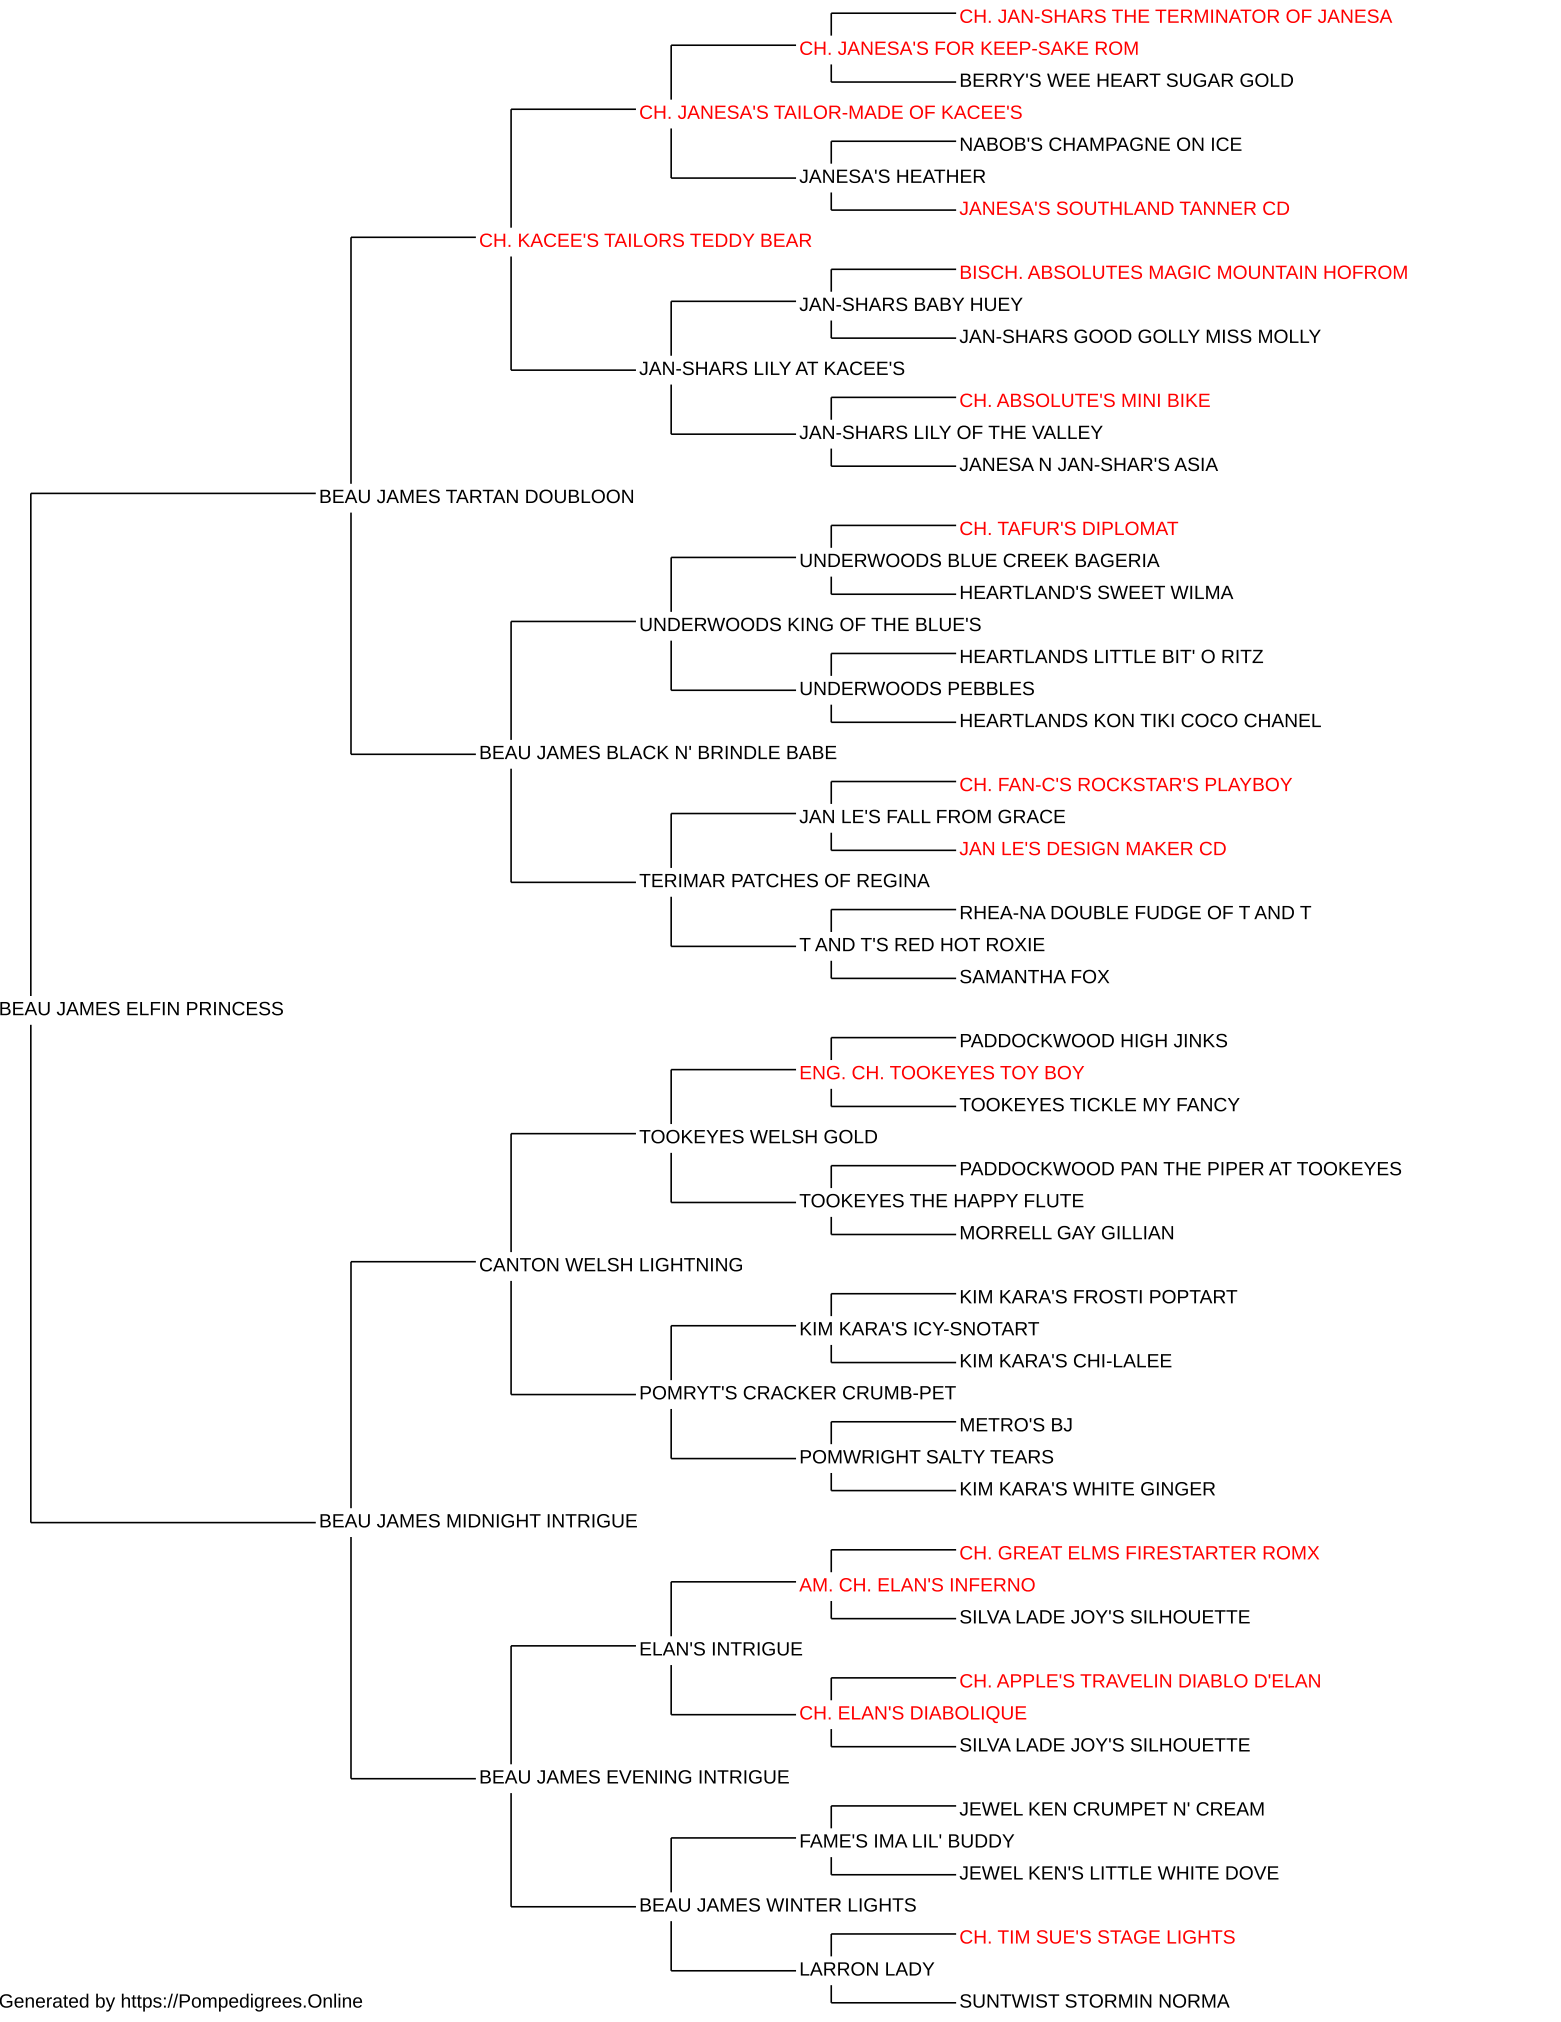 CH. JAN-SHARS THE TERMINATOR OF JANESA
CH. JANESA'S FOR KEEP-SAKE ROM
BERRY'S WEE HEART SUGAR GOLD
CH. JANESA'S TAILOR-MADE OF KACEE'S
NABOB'S CHAMPAGNE ON ICE
JANESA'S HEATHER
JANESA'S SOUTHLAND TANNER CD
CH. KACEE'S TAILORS TEDDY BEAR
BISCH. ABSOLUTES MAGIC MOUNTAIN HOFROM
JAN-SHARS BABY HUEY
JAN-SHARS GOOD GOLLY MISS MOLLY
JAN-SHARS LILY AT KACEE'S
CH. ABSOLUTE'S MINI BIKE
JAN-SHARS LILY OF THE VALLEY
JANESA N JAN-SHAR'S ASIA
BEAU JAMES TARTAN DOUBLOON
CH. TAFUR'S DIPLOMAT
UNDERWOODS BLUE CREEK BAGERIA
HEARTLAND'S SWEET WILMA
UNDERWOODS KING OF THE BLUE'S
HEARTLANDS LITTLE BIT' O RITZ
UNDERWOODS PEBBLES
HEARTLANDS KON TIKI COCO CHANEL
BEAU JAMES BLACK N' BRINDLE BABE
CH. FAN-C'S ROCKSTAR'S PLAYBOY
JAN LE'S FALL FROM GRACE
JAN LE'S DESIGN MAKER CD
TERIMAR PATCHES OF REGINA
RHEA-NA DOUBLE FUDGE OF T AND T
T AND T'S RED HOT ROXIE
SAMANTHA FOX
BEAU JAMES ELFIN PRINCESS
PADDOCKWOOD HIGH JINKS
ENG. CH. TOOKEYES TOY BOY
TOOKEYES TICKLE MY FANCY
TOOKEYES WELSH GOLD
PADDOCKWOOD PAN THE PIPER AT TOOKEYES
TOOKEYES THE HAPPY FLUTE
MORRELL GAY GILLIAN
CANTON WELSH LIGHTNING
KIM KARA'S FROSTI POPTART
KIM KARA'S ICY-SNOTART
KIM KARA'S CHI-LALEE
POMRYT'S CRACKER CRUMB-PET
METRO'S BJ
POMWRIGHT SALTY TEARS
KIM KARA'S WHITE GINGER
BEAU JAMES MIDNIGHT INTRIGUE
CH. GREAT ELMS FIRESTARTER ROMX
AM. CH. ELAN'S INFERNO
SILVA LADE JOY'S SILHOUETTE
ELAN'S INTRIGUE
CH. APPLE'S TRAVELIN DIABLO D'ELAN
CH. ELAN'S DIABOLIQUE
SILVA LADE JOY'S SILHOUETTE
BEAU JAMES EVENING INTRIGUE
JEWEL KEN CRUMPET N' CREAM
FAME'S IMA LIL' BUDDY
JEWEL KEN'S LITTLE WHITE DOVE
BEAU JAMES WINTER LIGHTS
CH. TIM SUE'S STAGE LIGHTS
LARRON LADY
SUNTWIST STORMIN NORMA
Generated by https://Pompedigrees.Online